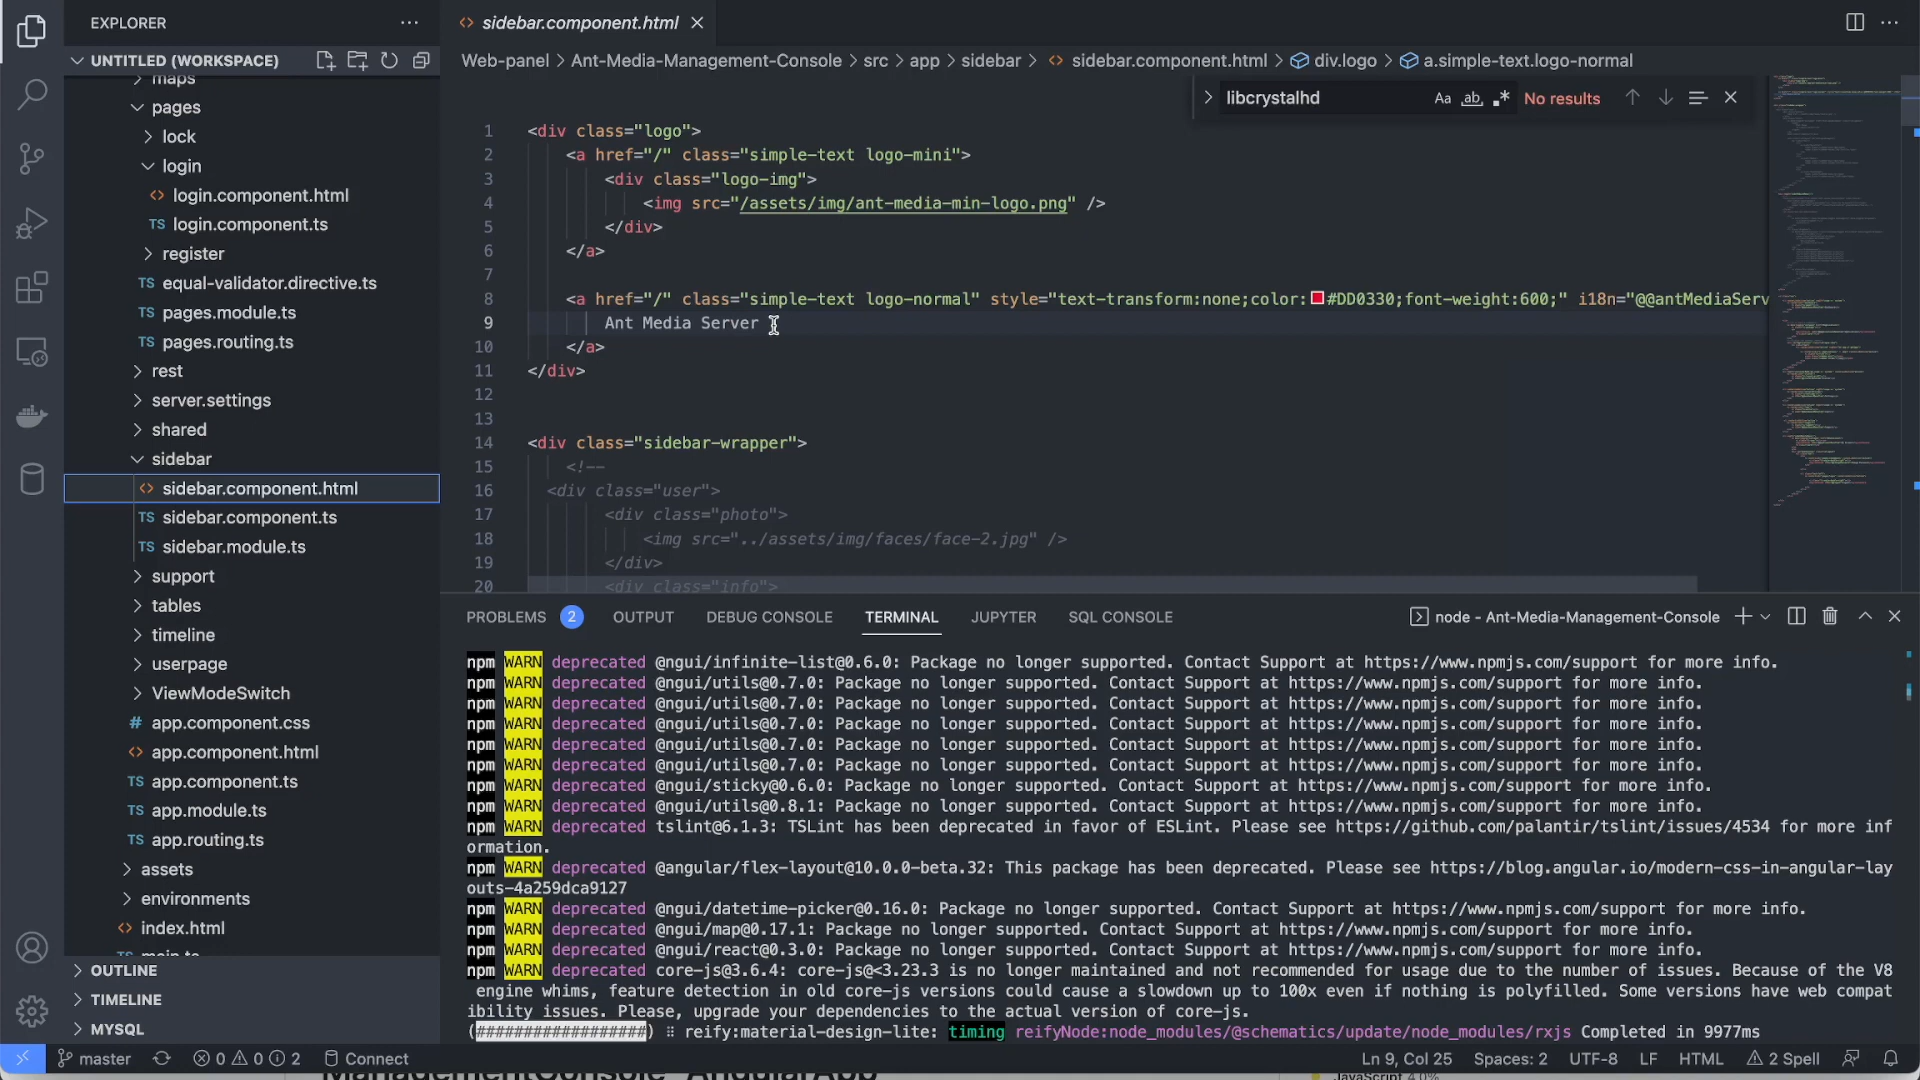 EXPLORER
UNTITLED (WORKSPACE)
maps
pages
lock
login
login.component.html
TS login.component.ts
register
TS equal-validator.directive.ts
TS pages.module.ts
TS pages.routing.ts
rest
server.settings
shared
sidebar
sidebar.component.html
TS sidebar.component.ts
TS sidebar.module.ts
support
tables
timeline
userpage
ViewModeSwitch
# app.component.css
app.component.html
TS app.component.ts
TS app.module.ts
TS app.routing.ts
assets
environments
index.html
main.ts
OUTLINE
TIMELINE
MYSQL
sidebar.component.html
Web-panel > Ant-Media-Management-Console > src > app > sidebar > sidebar.component.html > div.logo > a.simple-text.logo-normal
libcrystalhd Aa ab No results
1 <div class="logo">
2 <a href="/" class="simple-text logo-mini">
3 <div class="logo-img">
4 <img src="/assets/img/ant-media-min-logo.png" />
5 </div>
6 </a>
7
8 <a href="/" class="simple-text logo-normal" style="text-transform:none;color:#DD0330;font-weight:600;" i18n="@@antMediaServ
9 Ant Media Server
10 </a>
11 </div>
12
13
14 <div class="sidebar-wrapper">
15 <!--
16 <div class="user">
17 <div class="photo">
18 <img src="../assets/img/faces/face-2.jpg" />
19 </div>
20 <div class="info">
PROBLEMS 2 OUTPUT DEBUG CONSOLE TERMINAL JUPYTER SQL CONSOLE node - Ant-Media-Management-Console
npm WARN deprecated @ngui/infinite-list@0.6.0: Package no longer supported. Contact Support at https://www.npmjs.com/support for more info.
npm WARN deprecated @ngui/utils@0.7.0: Package no longer supported. Contact Support at https://www.npmjs.com/support for more info.
npm WARN deprecated @ngui/utils@0.7.0: Package no longer supported. Contact Support at https://www.npmjs.com/support for more info.
npm WARN deprecated @ngui/utils@0.7.0: Package no longer supported. Contact Support at https://www.npmjs.com/support for more info.
npm WARN deprecated @ngui/utils@0.7.0: Package no longer supported. Contact Support at https://www.npmjs.com/support for more info.
npm WARN deprecated @ngui/utils@0.7.0: Package no longer supported. Contact Support at https://www.npmjs.com/support for more info.
npm WARN deprecated @ngui/sticky@0.6.0: Package no longer supported. Contact Support at https://www.npmjs.com/support for more info.
npm WARN deprecated @ngui/utils@0.8.1: Package no longer supported. Contact Support at https://www.npmjs.com/support for more info.
npm WARN deprecated tslint@6.1.3: TSLint has been deprecated in favor of ESLint. Please see https://github.com/palantir/tslint/issues/4534 for more inf
ormation.
npm WARN deprecated @angular/flex-layout@10.0.0-beta.32: This package has been deprecated. Please see https://blog.angular.io/modern-css-in-angular-lay
outs-4a259dca9127
npm WARN deprecated @ngui/datetime-picker@0.16.0: Package no longer supported. Contact Support at https://www.npmjs.com/support for more info.
npm WARN deprecated @ngui/map@0.17.1: Package no longer supported. Contact Support at https://www.npmjs.com/support for more info.
npm WARN deprecated @ngui/react@0.3.0: Package no longer supported. Contact Support at https://www.npmjs.com/support for more info.
npm WARN deprecated core-js@3.6.4: core-js@<3.23.3 is no longer maintained and not recommended for usage due to the number of issues. Because of the V8
engine whims, feature detection in old core-js versions could cause a slowdown up to 100x even if nothing is polyfilled. Some versions have web compat
ibility issues. Please, upgrade your dependencies to the actual version of core-js.
(##################) ⠸ reify:material-design-lite: timing reifyNode:node_modules/@schematics/update/node_modules/rxjs Completed in 9977ms
master 0 0 2 Connect Ln 9, Col 25 Spaces: 2 UTF-8 LF HTML 2 Spell
ManagementConsole_AngularApp
JavaScript 4.0%